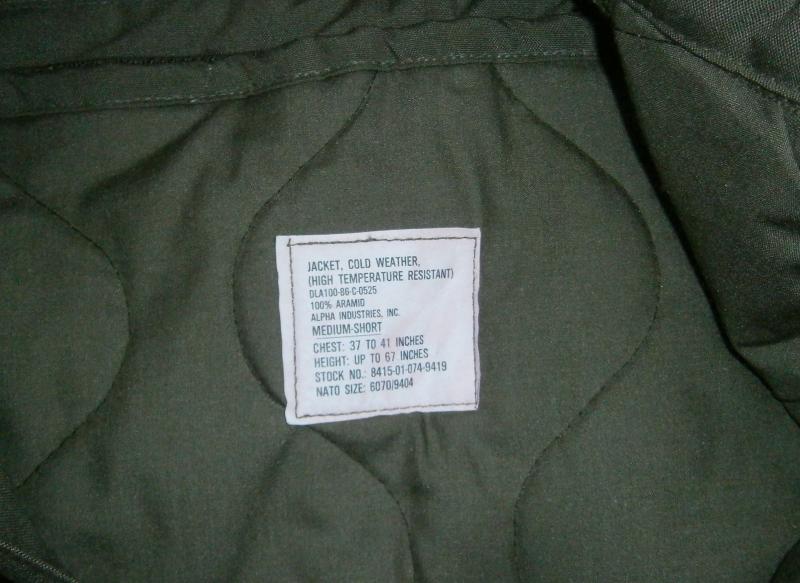 JACKET, COLD WEATHER,
(HIGH TEMPERATURE RESISTANT)
DLA100-86-C-0525
100% ARAMID
ALPHA INDUSTRIES, INC.
MEDIUM-SHORT
CHEST: 37 TO 41 INCHES
HEIGHT: UP TO 67 INCHES
STOCK NO.: 8415-01-074-9419
NATO SIZE: 6070/9404